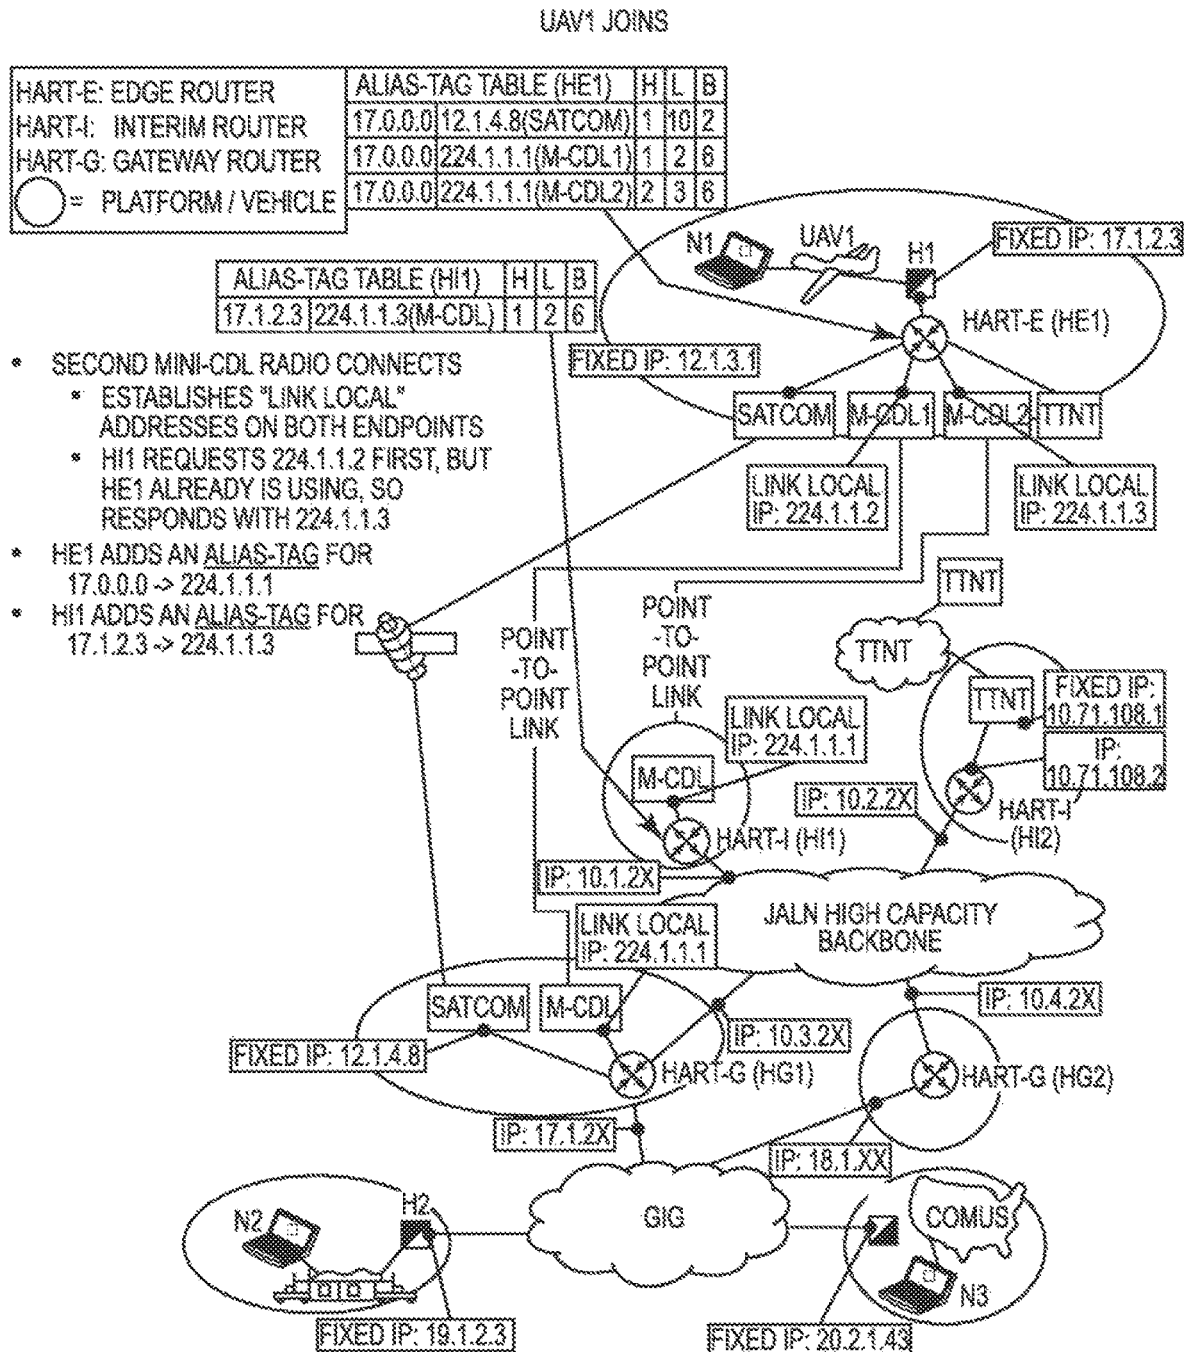 UAV1 JOINS
HART-E: EDGE ROUTER
HART-I: INTERIM ROUTER
HART-G: GATEWAY ROUTER
= PLATFORM / VEHICLE
ALIAS-TAG TABLE (HE1) H L B
17.0.0.0 12.1.4.8(SATCOM) 1 10 2
17.0.0.0 224.1.1.1(M-CDL1) 1 2 6
17.0.0.0 224.1.1.1(M-CDL2) 2 3 6
ALIAS-TAG TABLE (HI1) H L B
17.1.2.3 224.1.1.3(M-CDL) 1 2 6
N1
UAV1
H1
FIXED IP: 17.1.2.3
HART-E (HE1)
FIXED IP: 12.1.3.1
SATCOM
M-CDL1
M-CDL2
TTNT
LINK LOCAL
IP: 224.1.1.2
LINK LOCAL
IP: 224.1.1.3
• SECOND MINI-CDL RADIO CONNECTS
• ESTABLISHES "LINK LOCAL"
ADDRESSES ON BOTH ENDPOINTS
• HI1 REQUESTS 224.1.1.2 FIRST, BUT
HE1 ALREADY IS USING, SO
RESPONDS WITH 224.1.1.3
• HE1 ADDS AN ALIAS-TAG FOR
17.0.0.0 -> 224.1.1.1
• HI1 ADDS AN ALIAS-TAG FOR
17.1.2.3 -> 224.1.1.3
POINT
-TO-
POINT
LINK
POINT
-TO-
POINT
LINK
TTNT
TTNT
TTNT
FIXED IP:
10.71.108.1
IP:
10.71.108.2
LINK LOCAL
IP: 224.1.1.1
M-CDL
HART-I (HI1)
IP: 10.2.2X
HART-I
(HI2)
IP: 10.1.2X
JALN HIGH CAPACITY
BACKBONE
LINK LOCAL
IP: 224.1.1.1
SATCOM
M-CDL
IP: 10.3.2X
IP: 10.4.2X
FIXED IP: 12.1.4.8
HART-G (HG1)
HART-G (HG2)
IP: 17.1.2X
IP: 18.1.XX
GIG
N2
H2
COMUS
N3
FIXED IP: 19.1.2.3
FIXED IP: 20.2.1.43